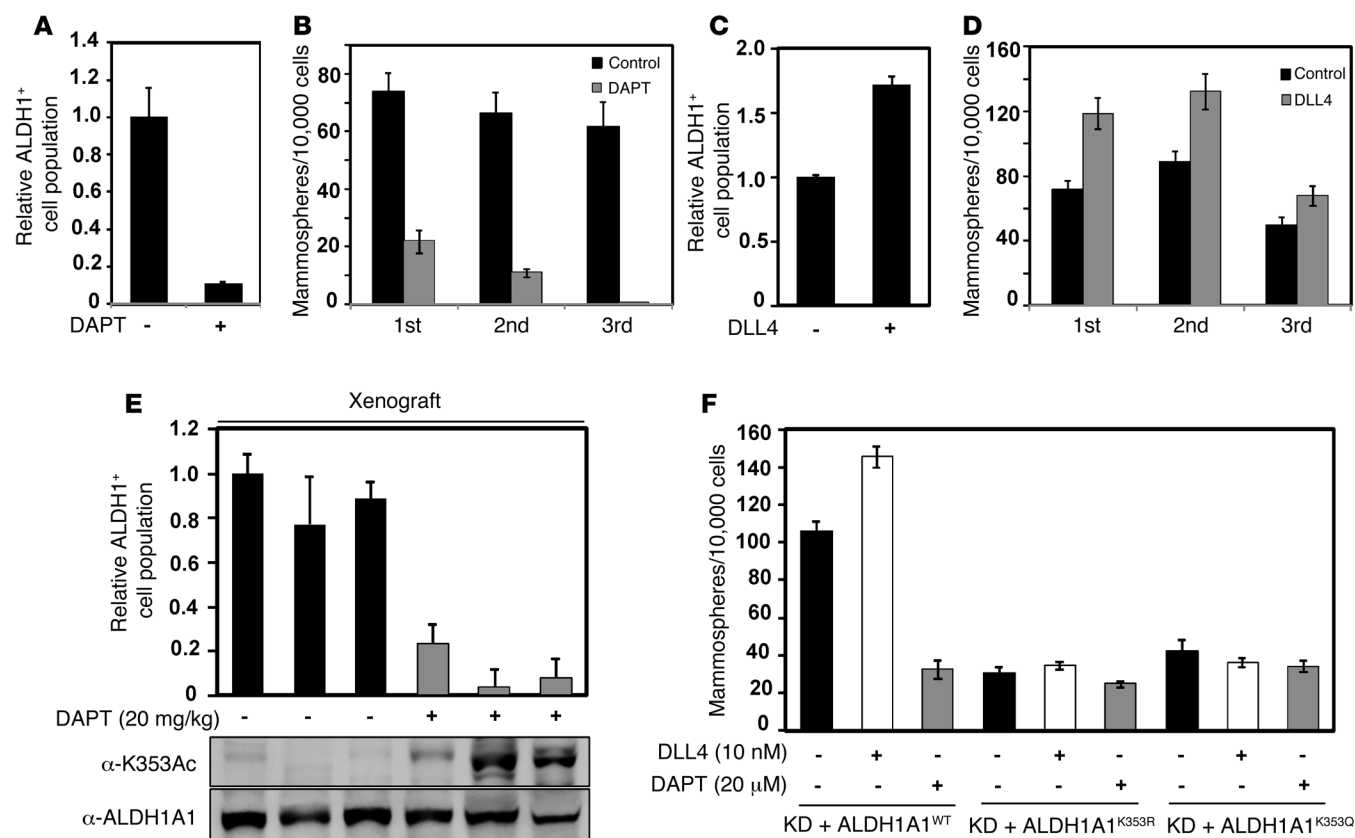 A
Relative ALDH1+
cell population
1.4
1.2
1.0
0.8
0.6
0.4
0.2
0
DAPT - +
B
Mammospheres/10,000 cells
80
60
40
20
0
Control
DAPT
1st 2nd 3rd
C
Relative ALDH1+
cell population
2.0
1.5
1.0
0.5
0
DLL4 - +
D
Mammospheres/10,000 cells
160
120
80
40
0
Control
DLL4
1st 2nd 3rd
E
Xenograft
Relative ALDH1+
cell population
1.2
1.0
0.8
0.6
0.4
0.2
0
DAPT (20 mg/kg) - - - + + +
α-K353Ac
α-ALDH1A1
F
Mammospheres/10,000 cells
160
140
120
100
80
60
40
20
0
DLL4 (10 nM) - + - - + - - + -
DAPT (20 μM) - - + - - + - - +
KD + ALDH1A1WT KD + ALDH1A1K353R KD + ALDH1A1K353Q